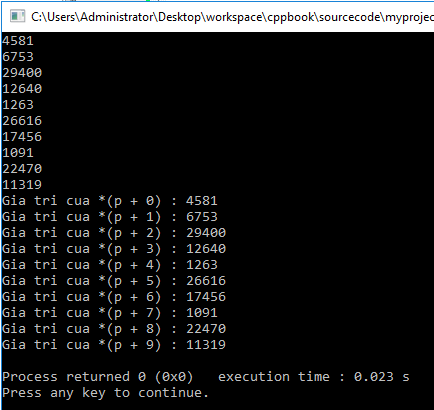 C:\Users\Administrator\Desktop\workspace\cppbook\sourcecode\myprojec
4581
6753
29400
12640
1263
26616
17456
1091
22470
11319
Gia tri cua *(p + 0) : 4581
Gia tri cua *(p + 1) : 6753
Gia tri cua *(p + 2) : 29400
Gia tri cua *(p + 3) : 12640
Gia tri cua *(p + 4) : 1263
Gia tri cua *(p + 5) : 26616
Gia tri cua *(p + 6) : 17456
Gia tri cua *(p + 7) : 1091
Gia tri cua *(p + 8) : 22470
Gia tri cua *(p + 9) : 11319
Process returned 0 (0x0)   execution time : 0.023 s
Press any key to continue.